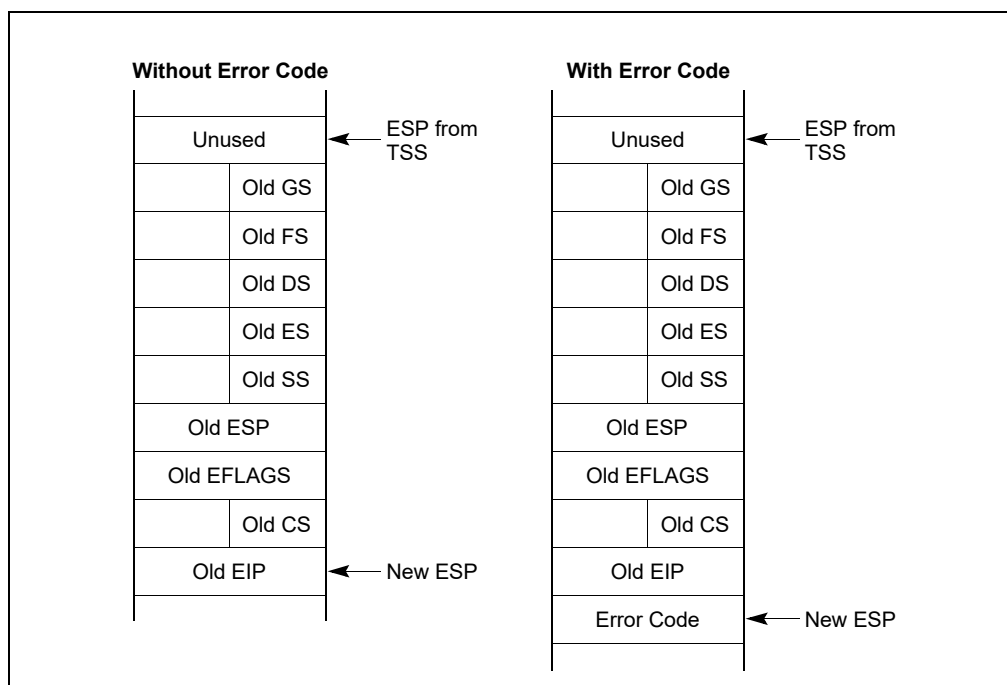 Without Error Code
Unused
ESP from
TSS
Old GS
Old FS
Old DS
Old ES
Old SS
Old ESP
Old EFLAGS
Old CS
Old EIP
New ESP
With Error Code
Unused
ESP from
TSS
Old GS
Old FS
Old DS
Old ES
Old SS
Old ESP
Old EFLAGS
Old CS
Old EIP
Error Code
New ESP